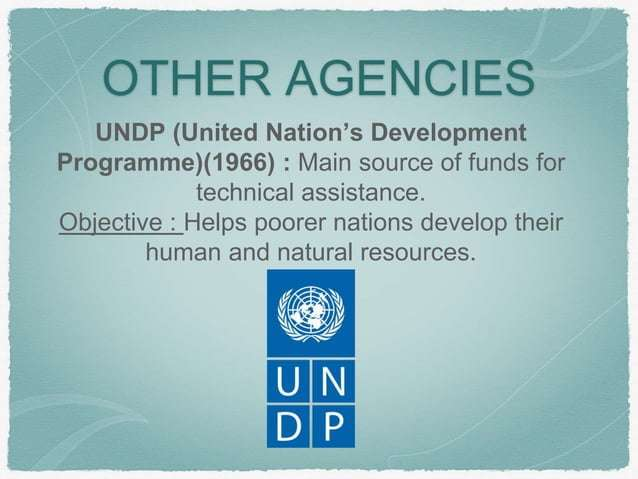 OTHER AGENCIES
UNDP (United Nation’s Development
Programme)(1966) : Main source of funds for
technical assistance.
Objective : Helps poorer nations develop their
human and natural resources.
U N
D P